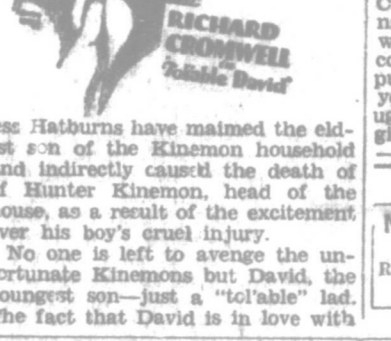 RICHARD
CROMWELL
in
"Tol'able David"
ess Hatburns have maimed the eld-
st son of the Kinemon household
nd indirectly caused the death of
f Hunter Kinemon, head of the
ouse, as a result of the excitement
ver his boy's cruel injury.
No one is left to avenge the un-
ortunate Kinemons but David, the
oungest son—just a "tol'able" lad.
he fact that David is in love with